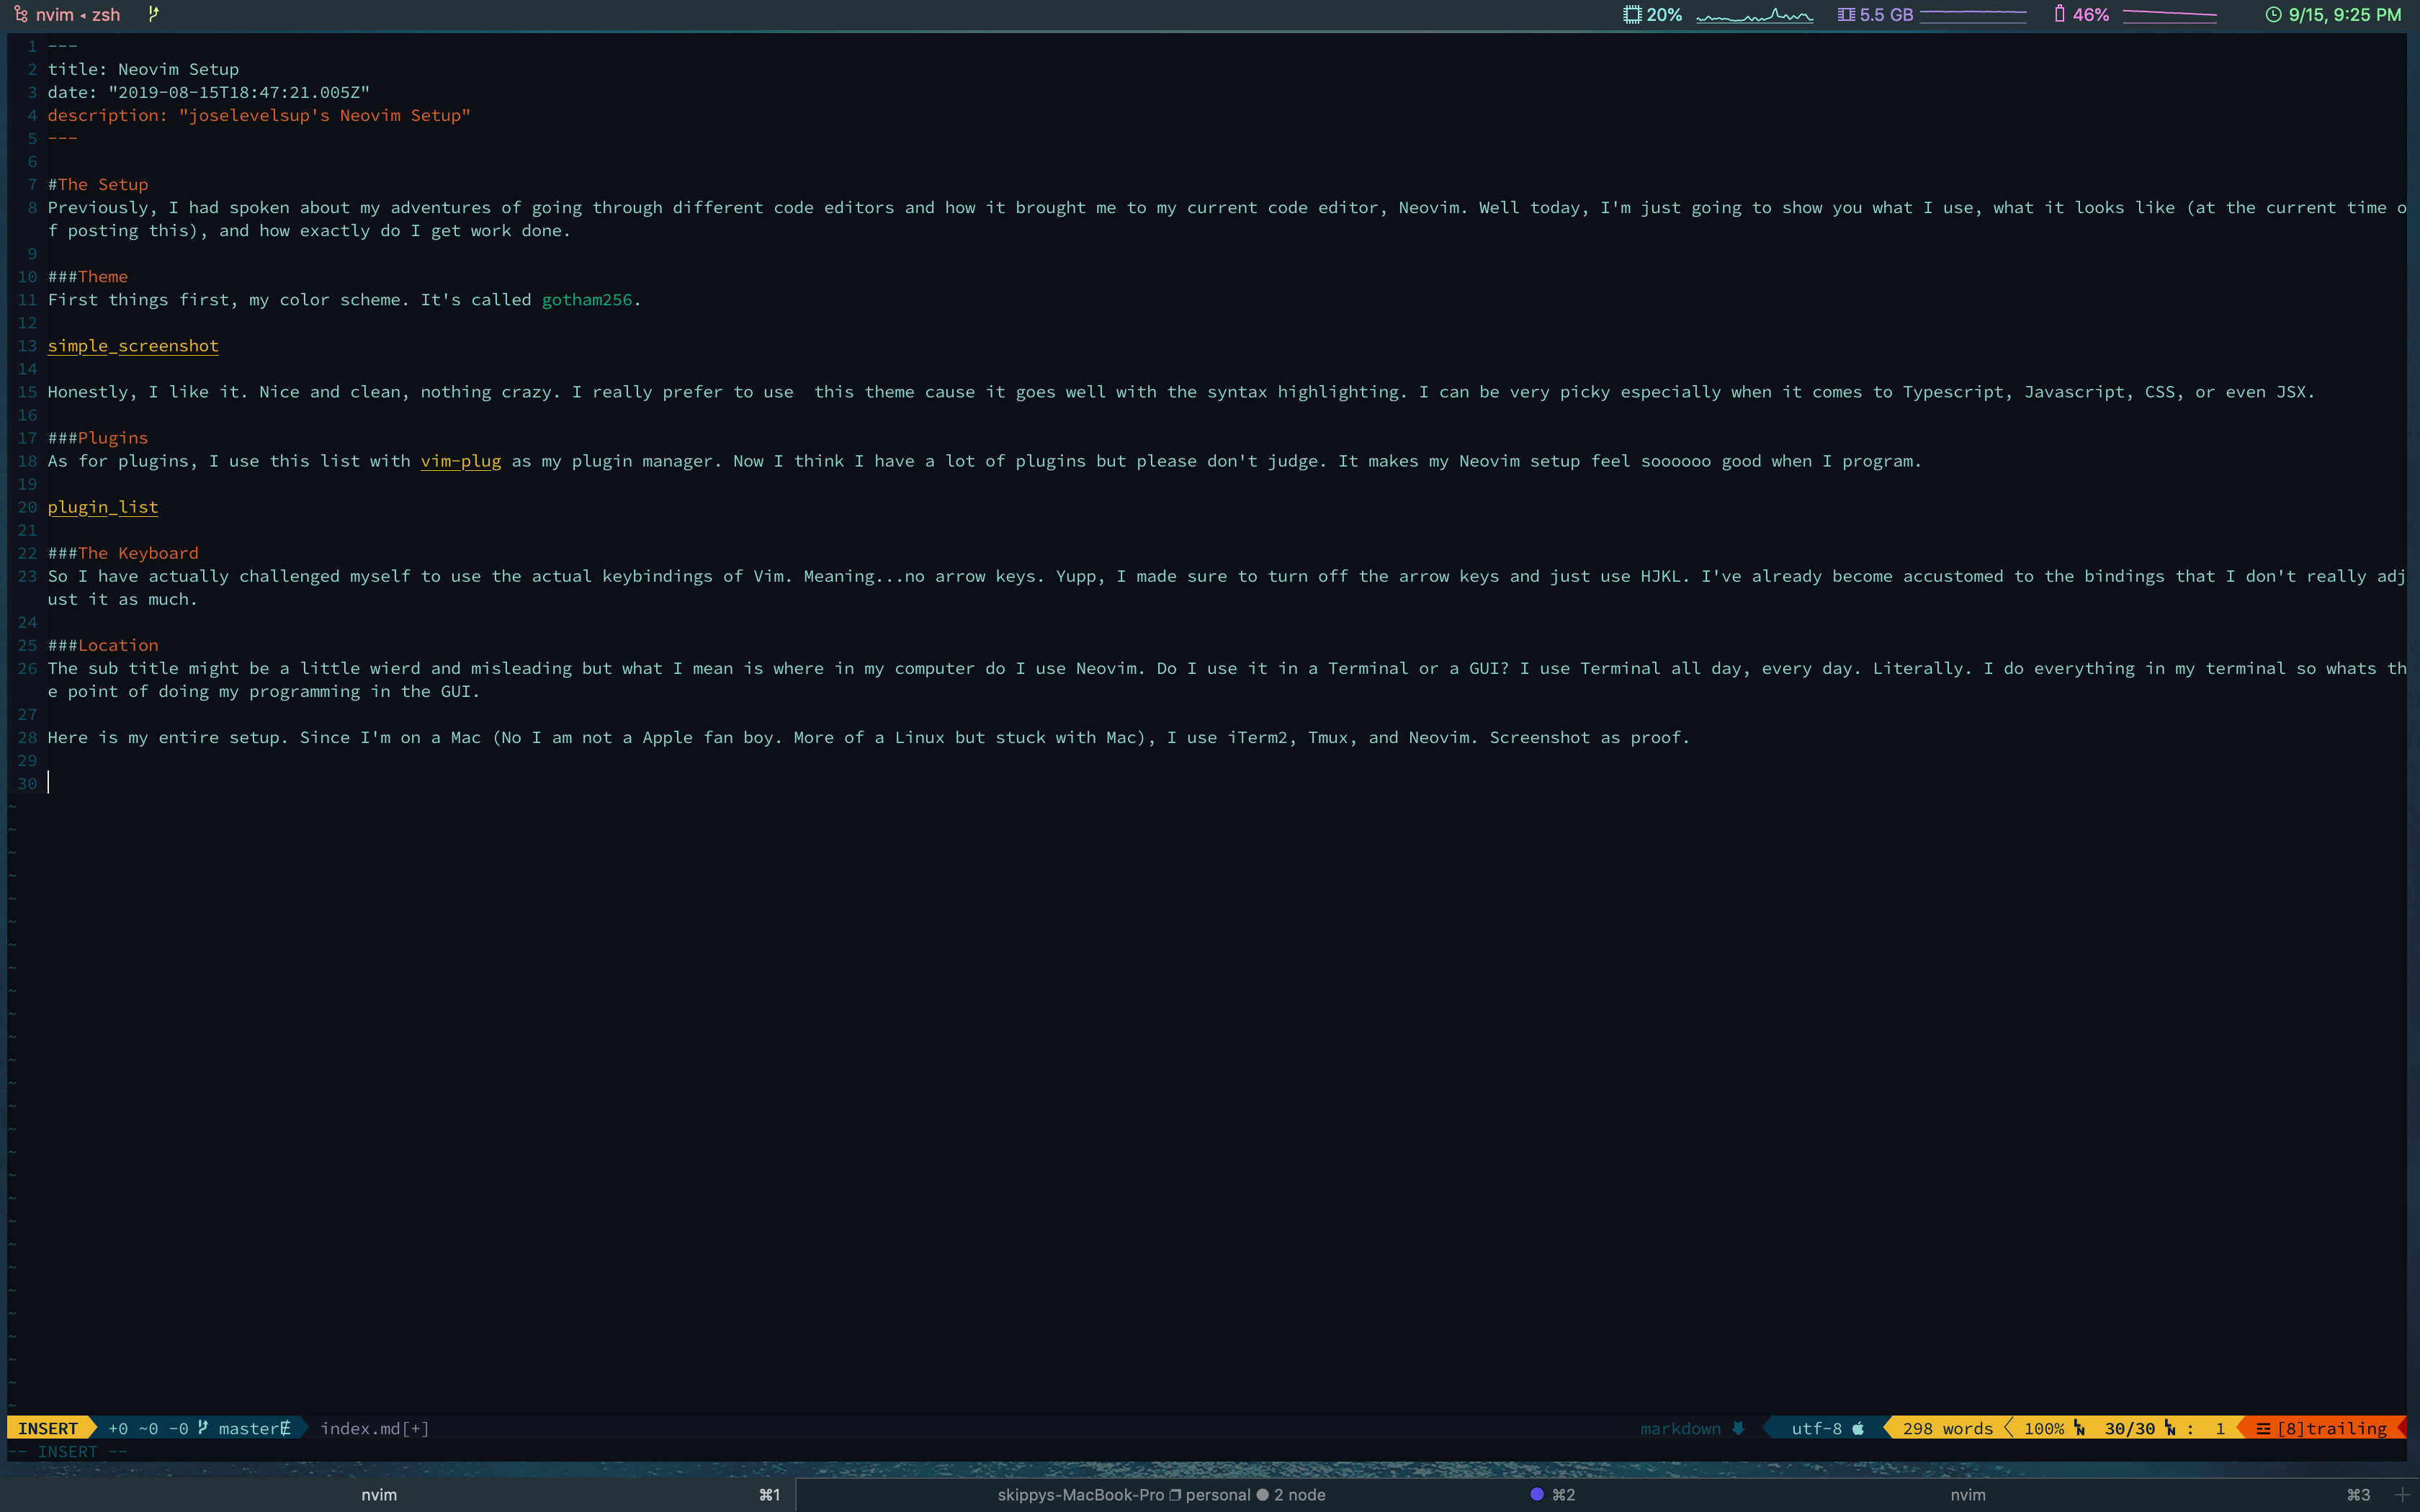 nvim ◂ zsh 20% 5.5 GB 46% 9/15, 9:25 PM
1 ---
2 title: Neovim Setup
3 date: "2019-08-15T18:47:21.005Z"
4 description: "joselevelsup's Neovim Setup"
5 ---
6
7 #The Setup
8 Previously, I had spoken about my adventures of going through different code editors and how it brought me to my current code editor, Neovim. Well today, I'm just going to show you what I use, what it looks like (at the current time o
f posting this), and how exactly do I get work done.
9
10 ###Theme
11 First things first, my color scheme. It's called gotham256.
12
13 simple_screenshot
14
15 Honestly, I like it. Nice and clean, nothing crazy. I really prefer to use  this theme cause it goes well with the syntax highlighting. I can be very picky especially when it comes to Typescript, Javascript, CSS, or even JSX.
16
17 ###Plugins
18 As for plugins, I use this list with vim-plug as my plugin manager. Now I think I have a lot of plugins but please don't judge. It makes my Neovim setup feel soooooo good when I program.
19
20 plugin_list
21
22 ###The Keyboard
23 So I have actually challenged myself to use the actual keybindings of Vim. Meaning...no arrow keys. Yupp, I made sure to turn off the arrow keys and just use HJKL. I've already become accustomed to the bindings that I don't really adj
ust it as much.
24
25 ###Location
26 The sub title might be a little wierd and misleading but what I mean is where in my computer do I use Neovim. Do I use it in a Terminal or a GUI? I use Terminal all day, every day. Literally. I do everything in my terminal so whats th
e point of doing my programming in the GUI.
27
28 Here is my entire setup. Since I'm on a Mac (No I am not a Apple fan boy. More of a Linux but stuck with Mac), I use iTerm2, Tmux, and Neovim. Screenshot as proof.
29
30
INSERT +0 ~0 -0 master index.md[+] markdown utf-8 298 words 100% 30/30 : 1 [8]trailing
-- INSERT --
nvim ⌘1 skippys-MacBook-Pro ❐ personal ● 2 node ⌘2 nvim ⌘3